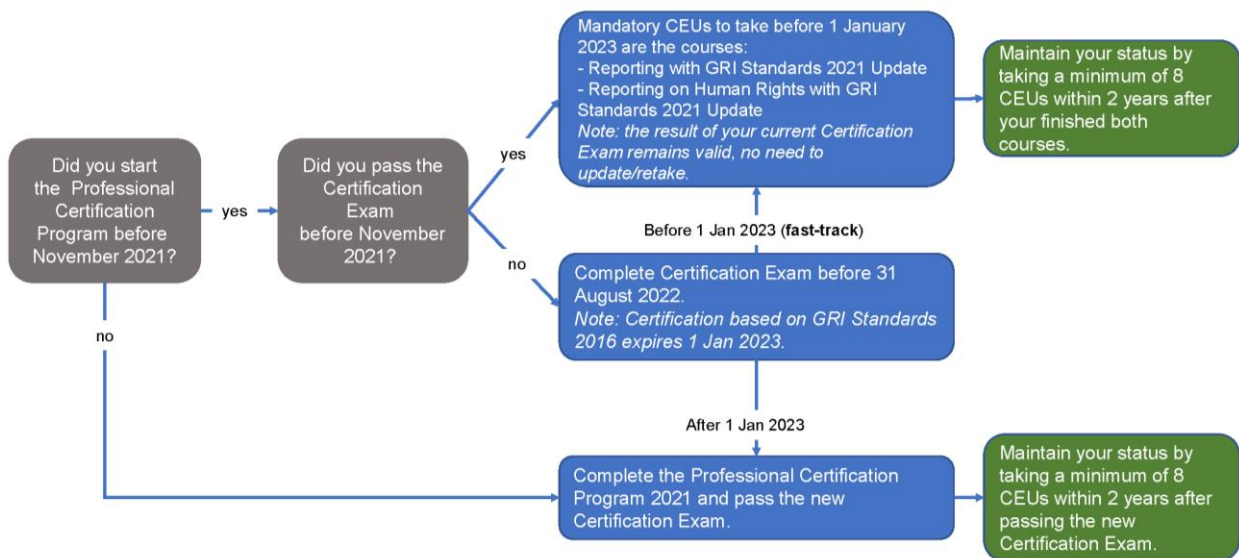 Did you start
the Professional
Certification
Program before
November 2021?
yes
no
Did you pass the
Certification
Exam
before November
2021?
yes
no
Mandatory CEUs to take before 1 January
2023 are the courses:
- Reporting with GRI Standards 2021 Update
- Reporting on Human Rights with GRI
Standards 2021 Update
Note: the result of your current Certification
Exam remains valid, no need to
update/retake.
Maintain your status by
taking a minimum of 8
CEUs within 2 years after
your finished both
courses.
Before 1 Jan 2023 (fast-track)
Complete Certification Exam before 31
August 2022.
Note: Certification based on GRI Standards
2016 expires 1 Jan 2023.
After 1 Jan 2023
Complete the Professional Certification
Program 2021 and pass the new
Certification Exam.
Maintain your status by
taking a minimum of 8
CEUs within 2 years after
passing the new
Certification Exam.